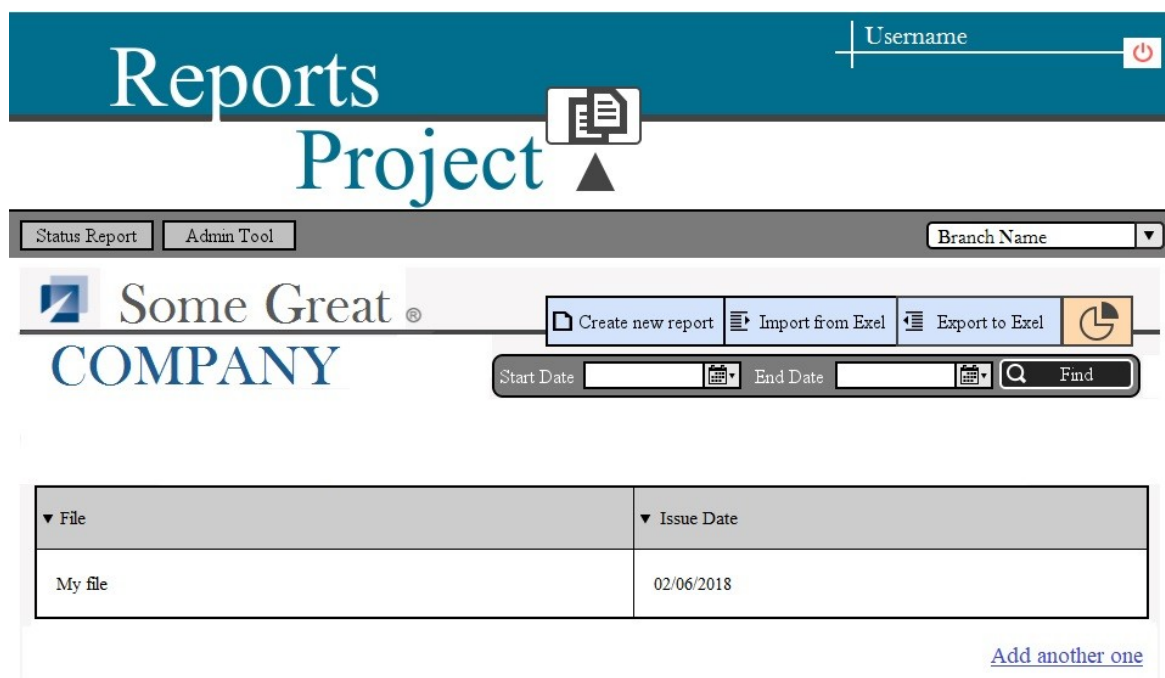 Username
Reports
Project
Status Report Admin Tool Branch Name
Some Great ®
COMPANY
Create new report Import from Exel Export to Exel
Start Date End Date Find
File Issue Date
My file 02/06/2018
Add another one